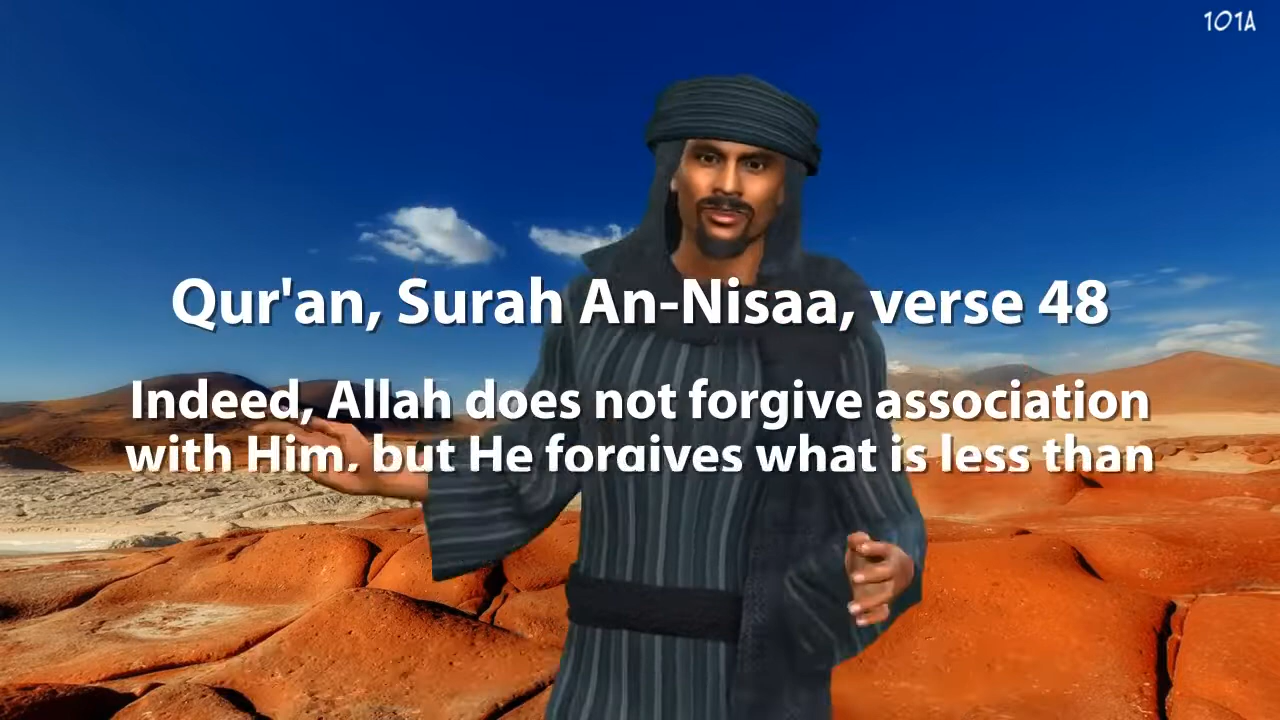 101A
Qur'an, Surah An-Nisaa, verse 48
Indeed, Allah does not forgive association
with Him, but He forgives what is less than